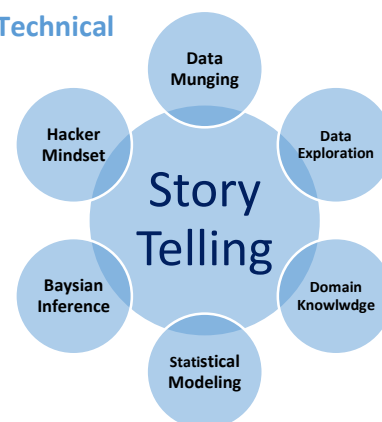 Technical
Data
Munging
Hacker
Mindset
Data
Exploration
Story
Telling
Baysian
Inference
Domain
Knowlwdge
Statistical
Modeling